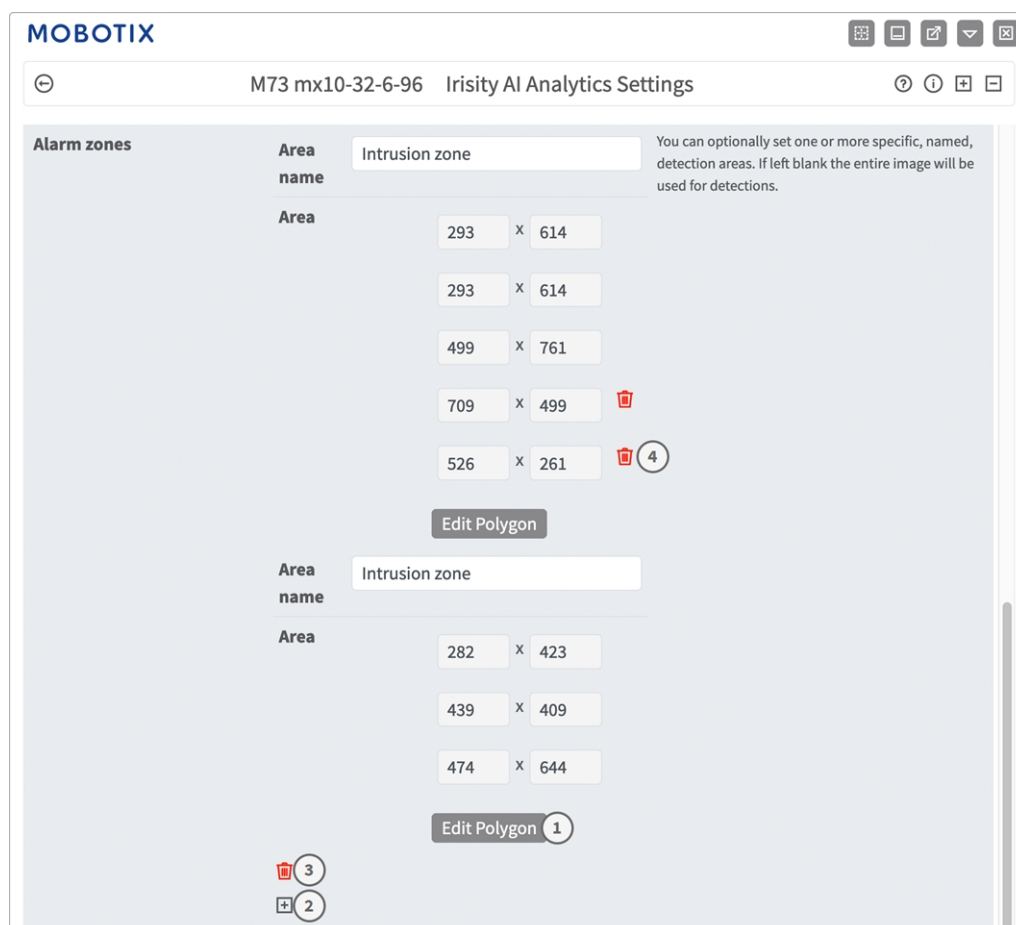 MOBOTIX
M73 mx10-32-6-96 Irisity AI Analytics Settings
Alarm zones
Area name
Intrusion zone
You can optionally set one or more specific, named,
detection areas. If left blank the entire image will be
used for detections.
Area
293 x 614
293 x 614
499 x 761
709 x 499
526 x 261
4
Edit Polygon
Area name
Intrusion zone
Area
282 x 423
439 x 409
474 x 644
Edit Polygon 1
3
2